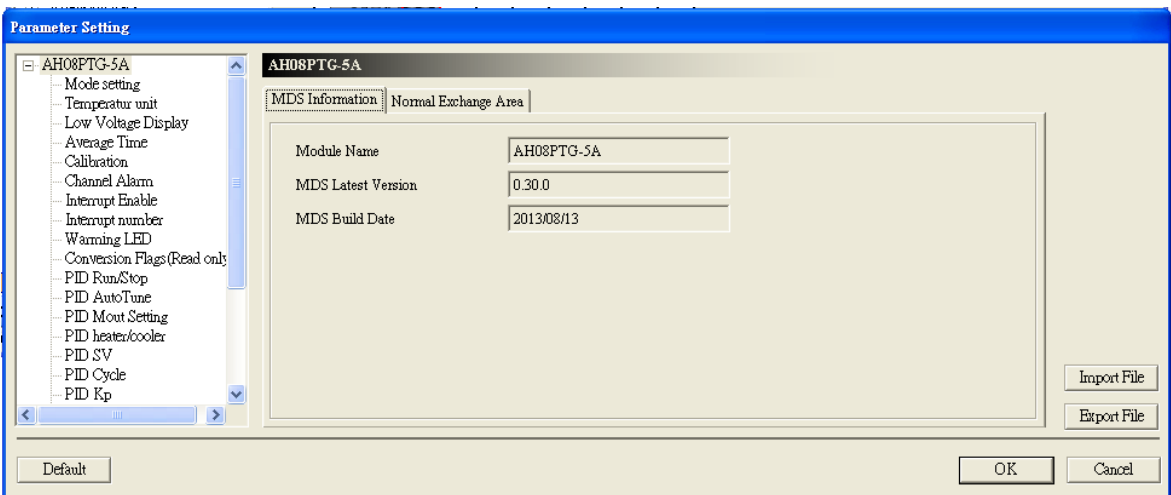 Parameter Setting
AH08PTG-5A
Mode setting
Temperatur unit
Low Voltage Display
Average Time
Calibration
Channel Alarm
Interrupt Enable
Interrupt number
Warning LED
Conversion Flags(Read only
PID Run/Stop
PID AutoTune
PID Mout Setting
PID heater/cooler
PID SV
PID Cycle
PID Kp
AH08PTG-5A
MDS Information Normal Exchange Area
Module Name AH08PTG-5A
MDS Latest Version 0.30.0
MDS Build Date 2013/08/13
Import File
Export File
Default OK Cancel